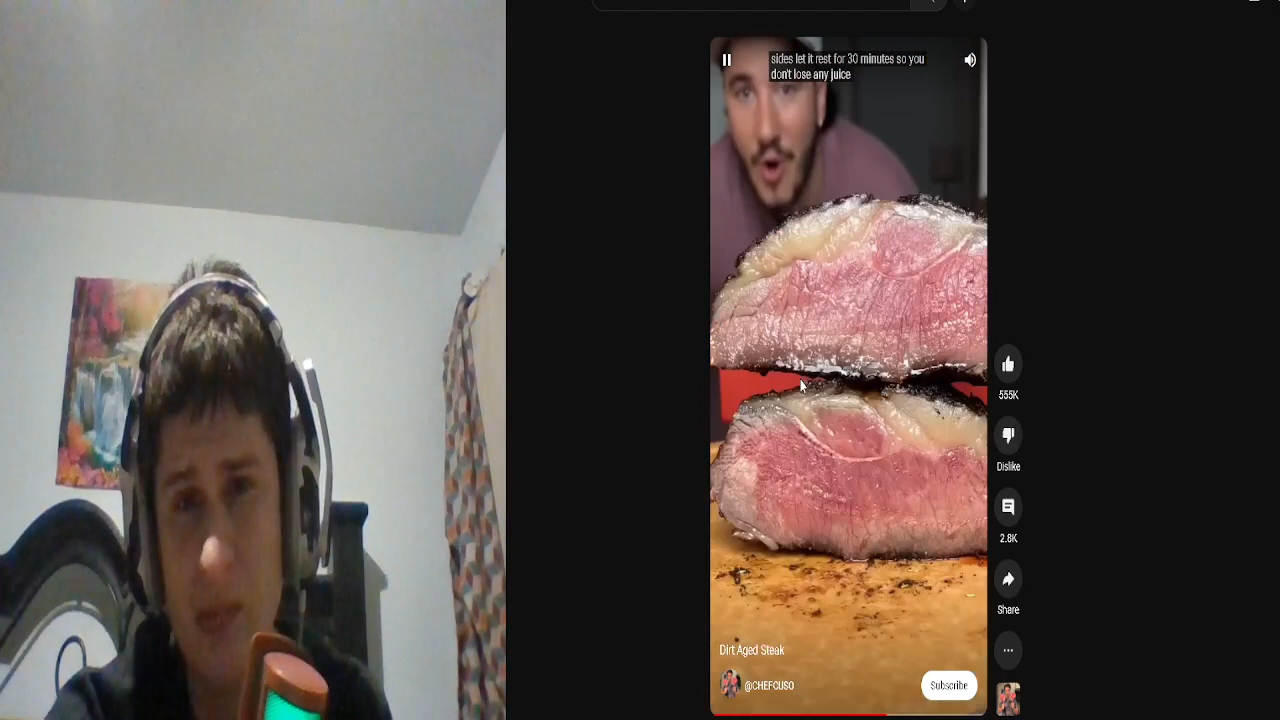 sides let it rest for 30 minutes so you
don't lose any juice
555K
Dislike
2.8K
Share
Dirt Aged Steak
@CHEFCUSO
Subscribe